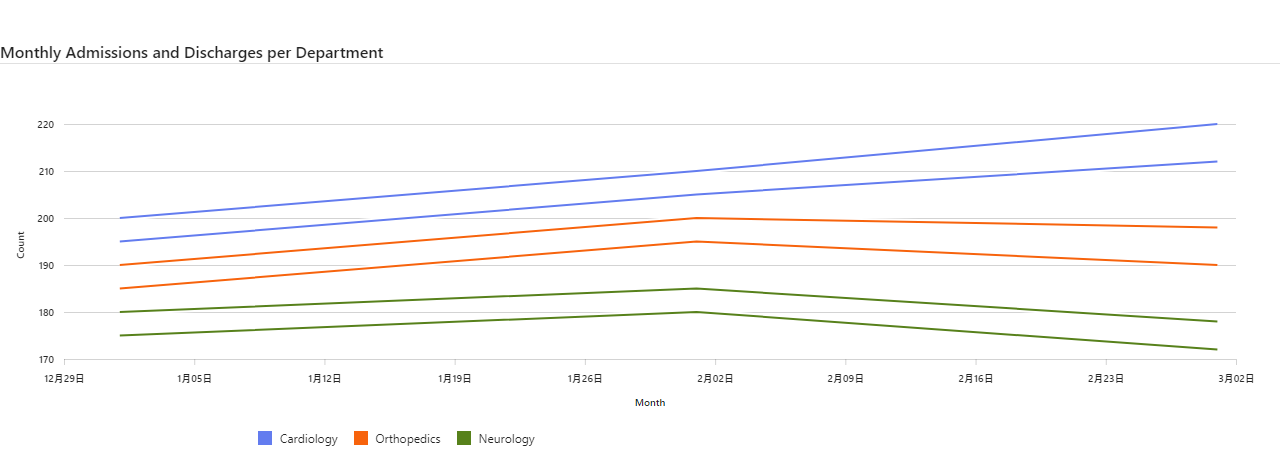 Monthly Admissions and Discharges per Department
220
210
200
190
180
170
Count
12月29日 1月05日 1月12日 1月19日 1月26日 2月02日 2月09日 2月16日 2月23日 3月02日
Month
Cardiology Orthopedics Neurology